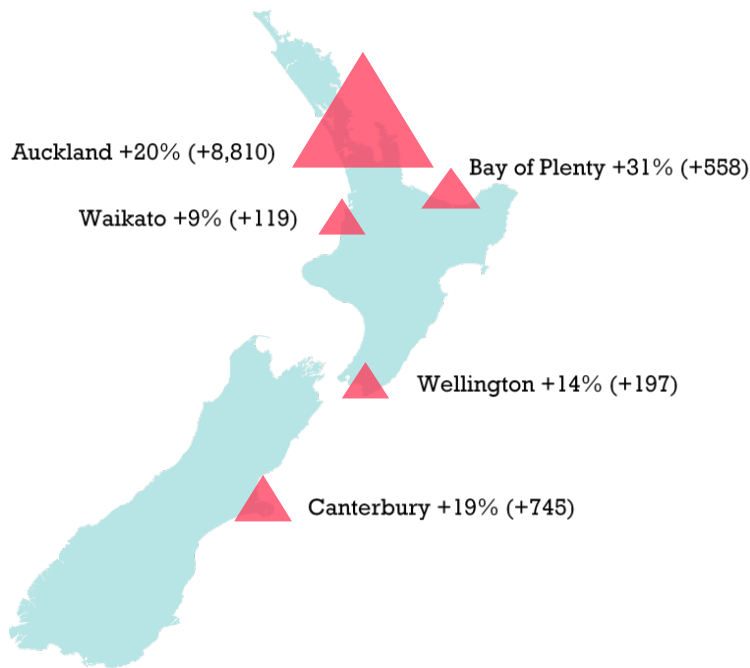 Auckland +20% (+8,810)
Bay of Plenty +31% (+558)
Waikato +9% (+119)
Wellington +14% (+197)
Canterbury +19% (+745)